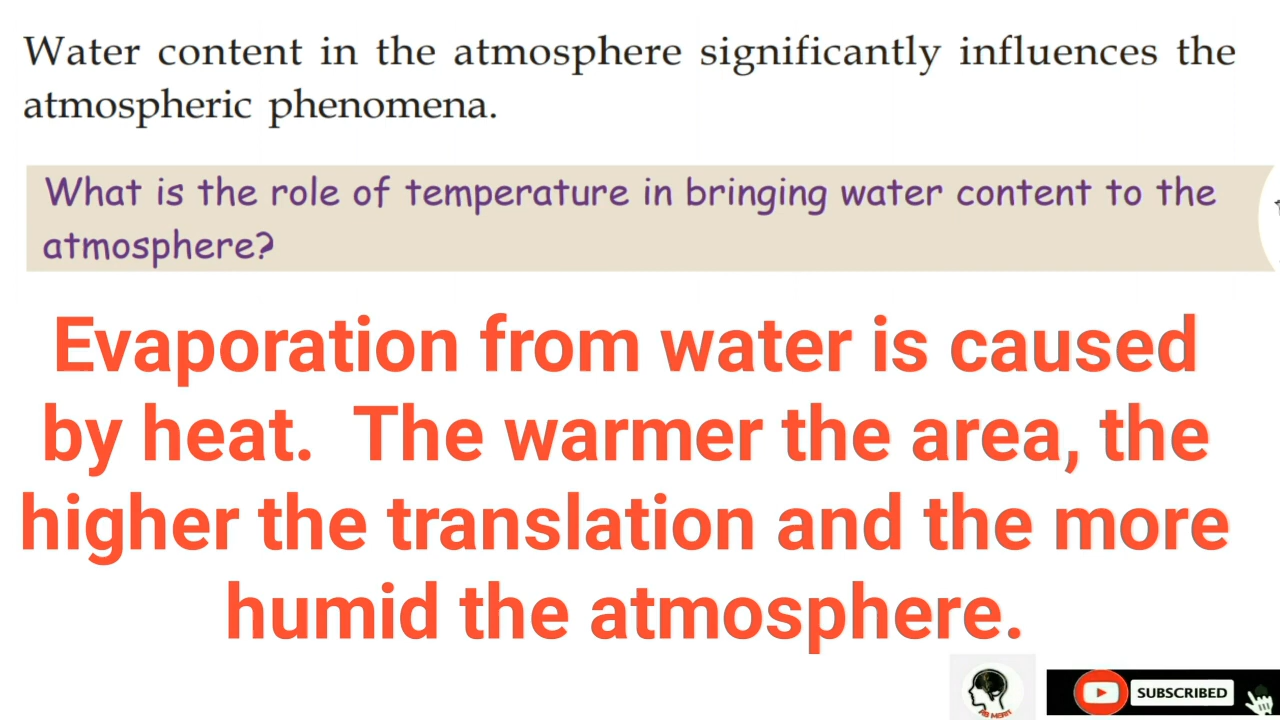 Water content in the atmosphere significantly influences the
atmospheric phenomena.
What is the role of temperature in bringing water content to the
atmosphere?
Evaporation from water is caused
by heat. The warmer the area, the
higher the translation and the more
humid the atmosphere.
RB MERIT
SUBSCRIBED